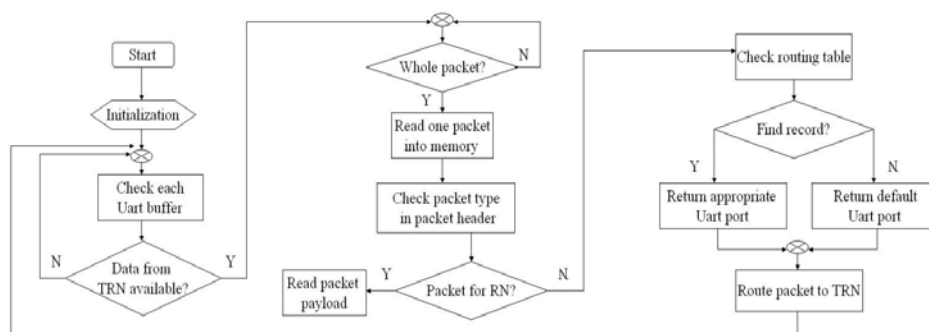 Start
Initialization
Check each
Uart buffer
Data from
TRN available?
N
Y
Whole packet?
N
Y
Read one packet
into memory
Check packet type
in packet header
Packet for RN?
Y
N
Read packet
payload
Check routing table
Find record?
Y
N
Return appropriate
Uart port
Return default
Uart port
Route packet to TRN